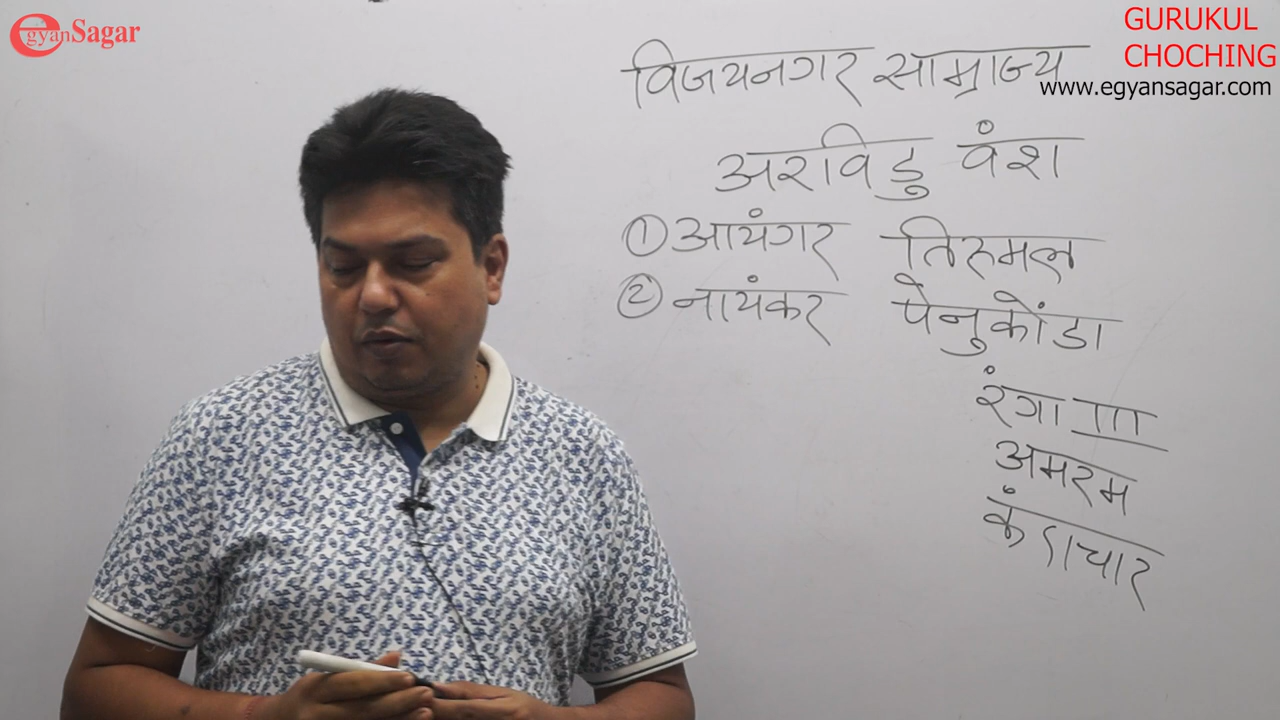 egyanSagar
GURUKUL
CHOCHING
www.egyansagar.com
विजयनगर साम्राज्य
अरविडु वंश
① आयंगर तिरुमल
② नायंकर पेनुकोंडा
रंगा III
अमरम
कंदाचार